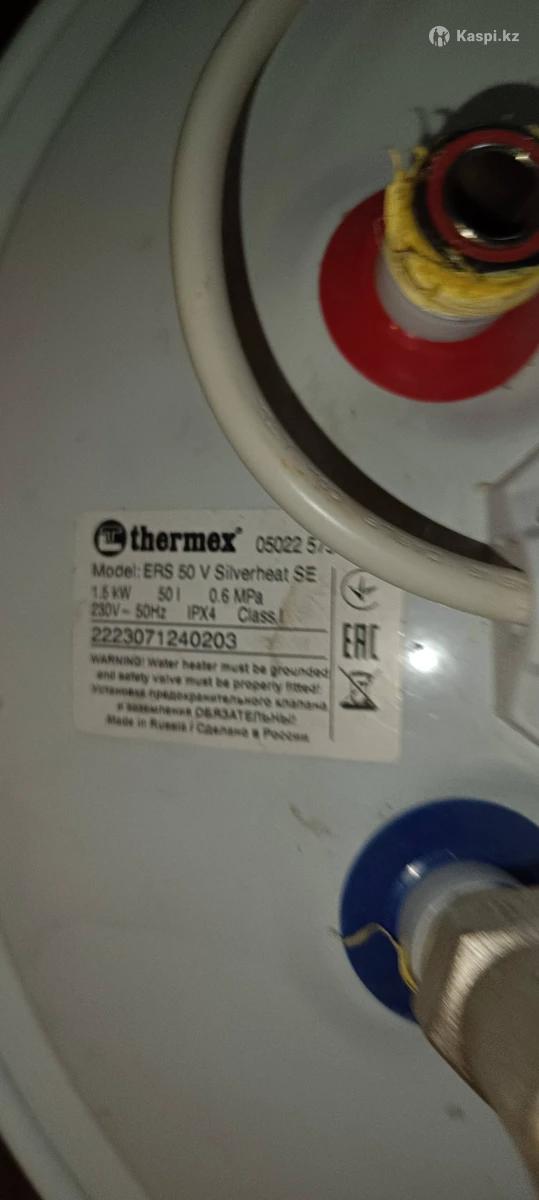 Kaspi.kz
thermex® 05022
Model: ERS 50 V Silverheat SE
1.5 kW 50 l 0.6 MPa
230V~ 50Hz IPX4 Class I
2223071240203
EAC
WARNING! Water heater must be grounded
and safety valve must be properly fitted!
Установка предохранительного клапана
и заземления ОБЯЗАТЕЛЬНЫ!
Made in Russia / Сделано в России